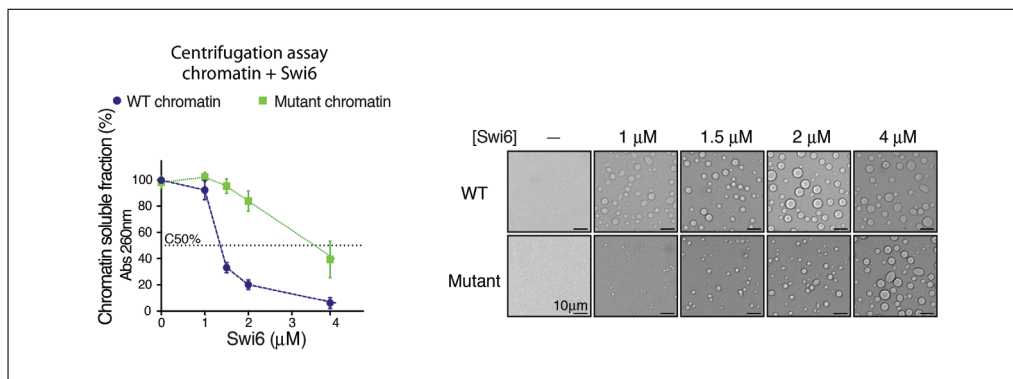 Centrifugation assay
chromatin + Swi6
WT chromatin
Mutant chromatin
Chromatin soluble fraction (%)
Abs 260nm
100
80
60
C50%
40
20
0
0 1 2 3 4
Swi6 (μM)
[Swi6] – 1 μM 1.5 μM 2 μM 4 μM
WT
Mutant
10μm